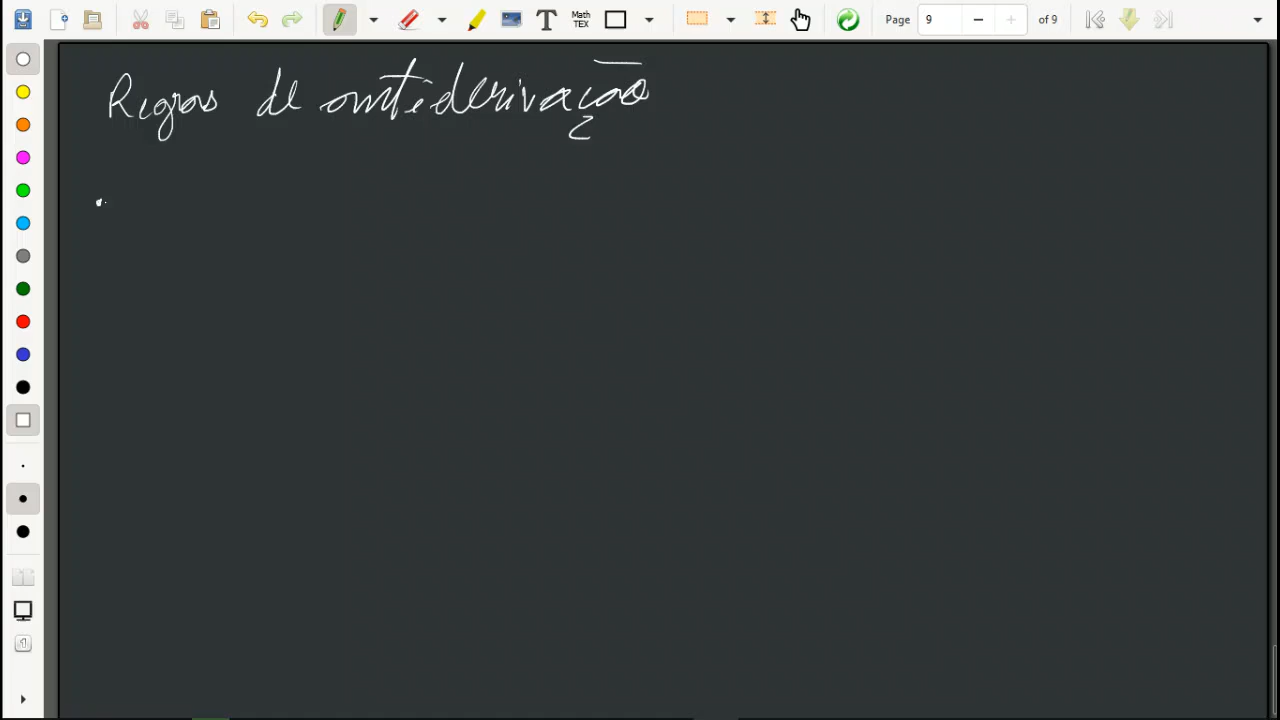 Math
TEX
Page 9 of 9
Regras de antiderivação